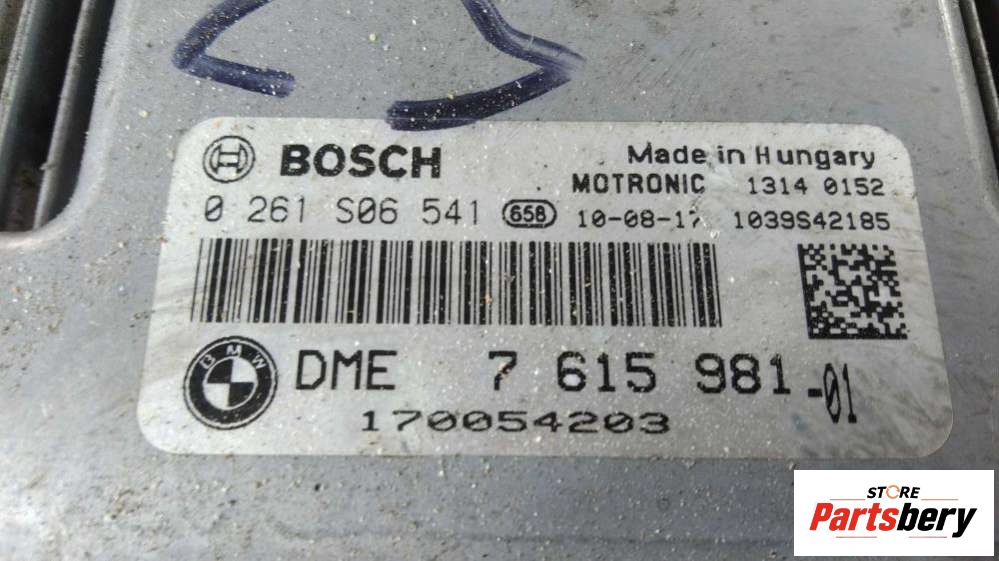 BOSCH Made in Hungary
MOTRONIC 1314 0152
0 261 S06 541 658 10-08-17 1039S42185
BMW DME 7 615 981-01
170054203
STORE
Partsbery